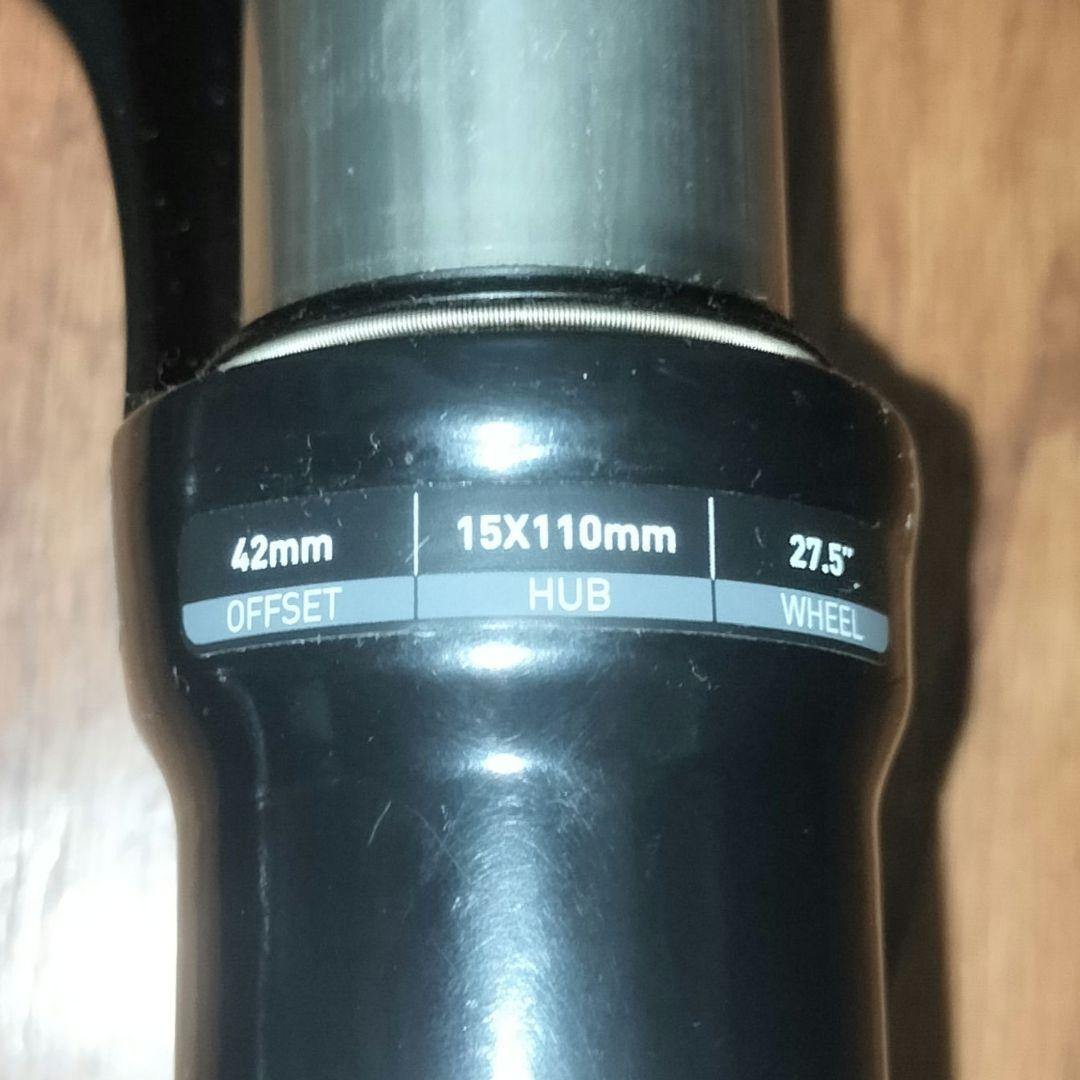 42mm 15X110mm 27.5"
OFFSET HUB WHEEL